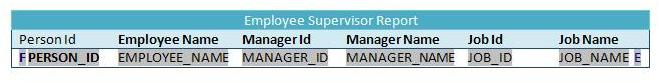 Employee Supervisor Report
Person Id Employee Name Manager Id Manager Name Job Id Job Name
F PERSON_ID EMPLOYEE_NAME MANAGER_ID MANAGER_NAME JOB_ID JOB_NAME E